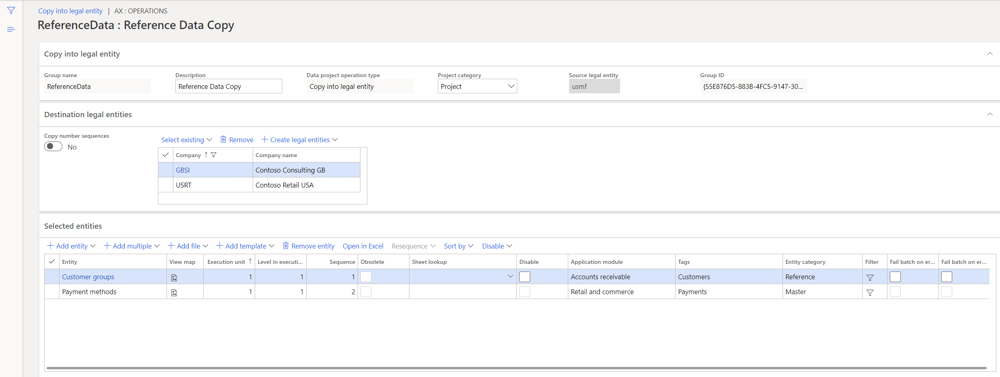 Copy into legal entity | AX : OPERATIONS
ReferenceData : Reference Data Copy
Copy into legal entity
Group name Description Data project operation type Project category Source legal entity Group ID
ReferenceData Reference Data Copy Copy into legal entity Project usmf {55E876D5-883B-4FC5-9147-30...
Destination legal entities
Copy number sequences
No
Select existing Remove Create legal entities
Company Company name
GBSI Contoso Consulting GB
USRT Contoso Retail USA
Selected entities
Add entity Add multiple Add file Add template Remove entity Open in Excel Resequence Sort by Disable
Entity View map Execution unit Level in executi... Sequence Obsolete Sheet lookup Disable Application module Tags Entity category Filter Fail batch on er... Fail batch on er...
Customer groups 1 1 1 Accounts receivable Customers Reference
Payment methods 1 1 2 Retail and commerce Payments Master